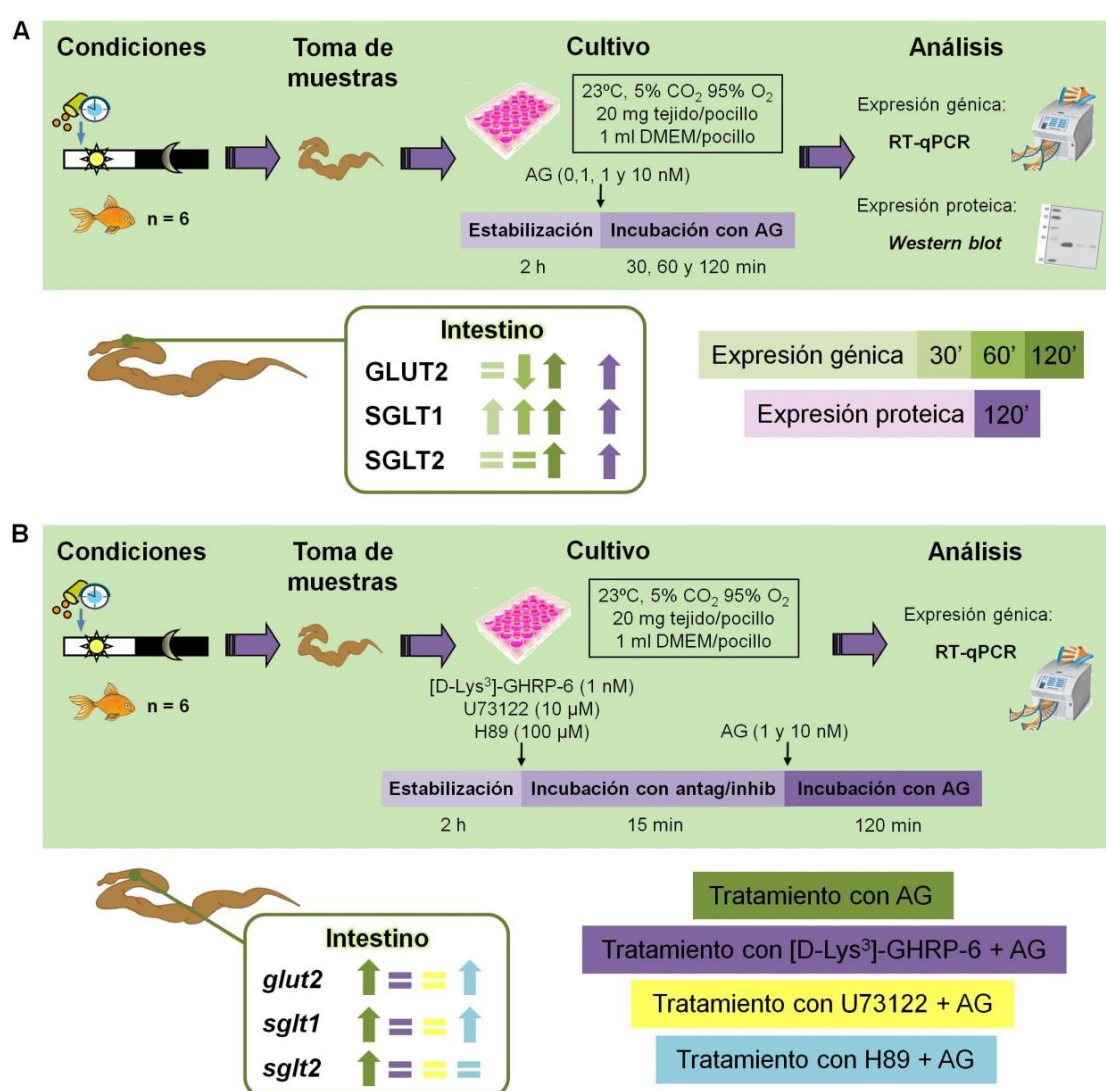 A
Condiciones
Toma de
muestras
Cultivo
Análisis
n = 6
23ºC, 5% CO₂ 95% O₂
20 mg tejido/pocillo
1 ml DMEM/pocillo
AG (0,1, 1 y 10 nM)
Estabilización
Incubación con AG
2 h
30, 60 y 120 min
Expresión génica:
RT-qPCR
Expresión proteica:
Western blot
Intestino
GLUT2 = ↓ ↑ ↑
SGLT1 ↑ ↑ ↑ ↑
SGLT2 = = ↑ ↑
Expresión génica 30’ 60’ 120’
Expresión proteica 120’
B
Condiciones
Toma de
muestras
Cultivo
Análisis
n = 6
23ºC, 5% CO₂ 95% O₂
20 mg tejido/pocillo
1 ml DMEM/pocillo
[D-Lys³]-GHRP-6 (1 nM)
U73122 (10 µM)
H89 (100 µM)
AG (1 y 10 nM)
Estabilización
Incubación con antag/inhib
Incubación con AG
2 h
15 min
120 min
Expresión génica:
RT-qPCR
Intestino
glut2 ↑ = = ↑
sglt1 ↑ = = ↑
sglt2 ↑ = = =
Tratamiento con AG
Tratamiento con [D-Lys³]-GHRP-6 + AG
Tratamiento con U73122 + AG
Tratamiento con H89 + AG